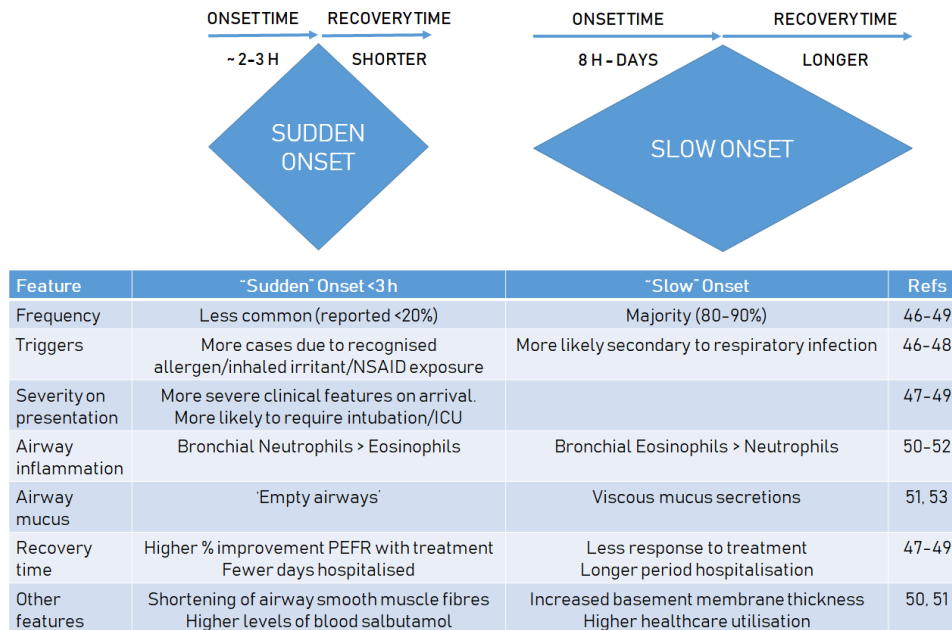 ONSET TIME RECOVERY TIME ONSET TIME RECOVERY TIME
~ 2-3 H SHORTER 8 H - DAYS LONGER
SUDDEN
ONSET
SLOW ONSET
Feature "Sudden" Onset <3 h "Slow" Onset Refs
Frequency Less common (reported <20%) Majority (80-90%) 46-49
Triggers More cases due to recognised More likely secondary to respiratory infection 46-48
allergen/inhaled irritant/NSAID exposure
Severity on More severe clinical features on arrival. 47-49
presentation More likely to require intubation/ICU
Airway Bronchial Neutrophils > Eosinophils Bronchial Eosinophils > Neutrophils 50-52
inflammation
Airway 'Empty airways' Viscous mucus secretions 51, 53
mucus
Recovery Higher % improvement PEFR with treatment Less response to treatment 47-49
time Fewer days hospitalised Longer period hospitalisation
Other Shortening of airway smooth muscle fibres Increased basement membrane thickness 50, 51
features Higher levels of blood salbutamol Higher healthcare utilisation